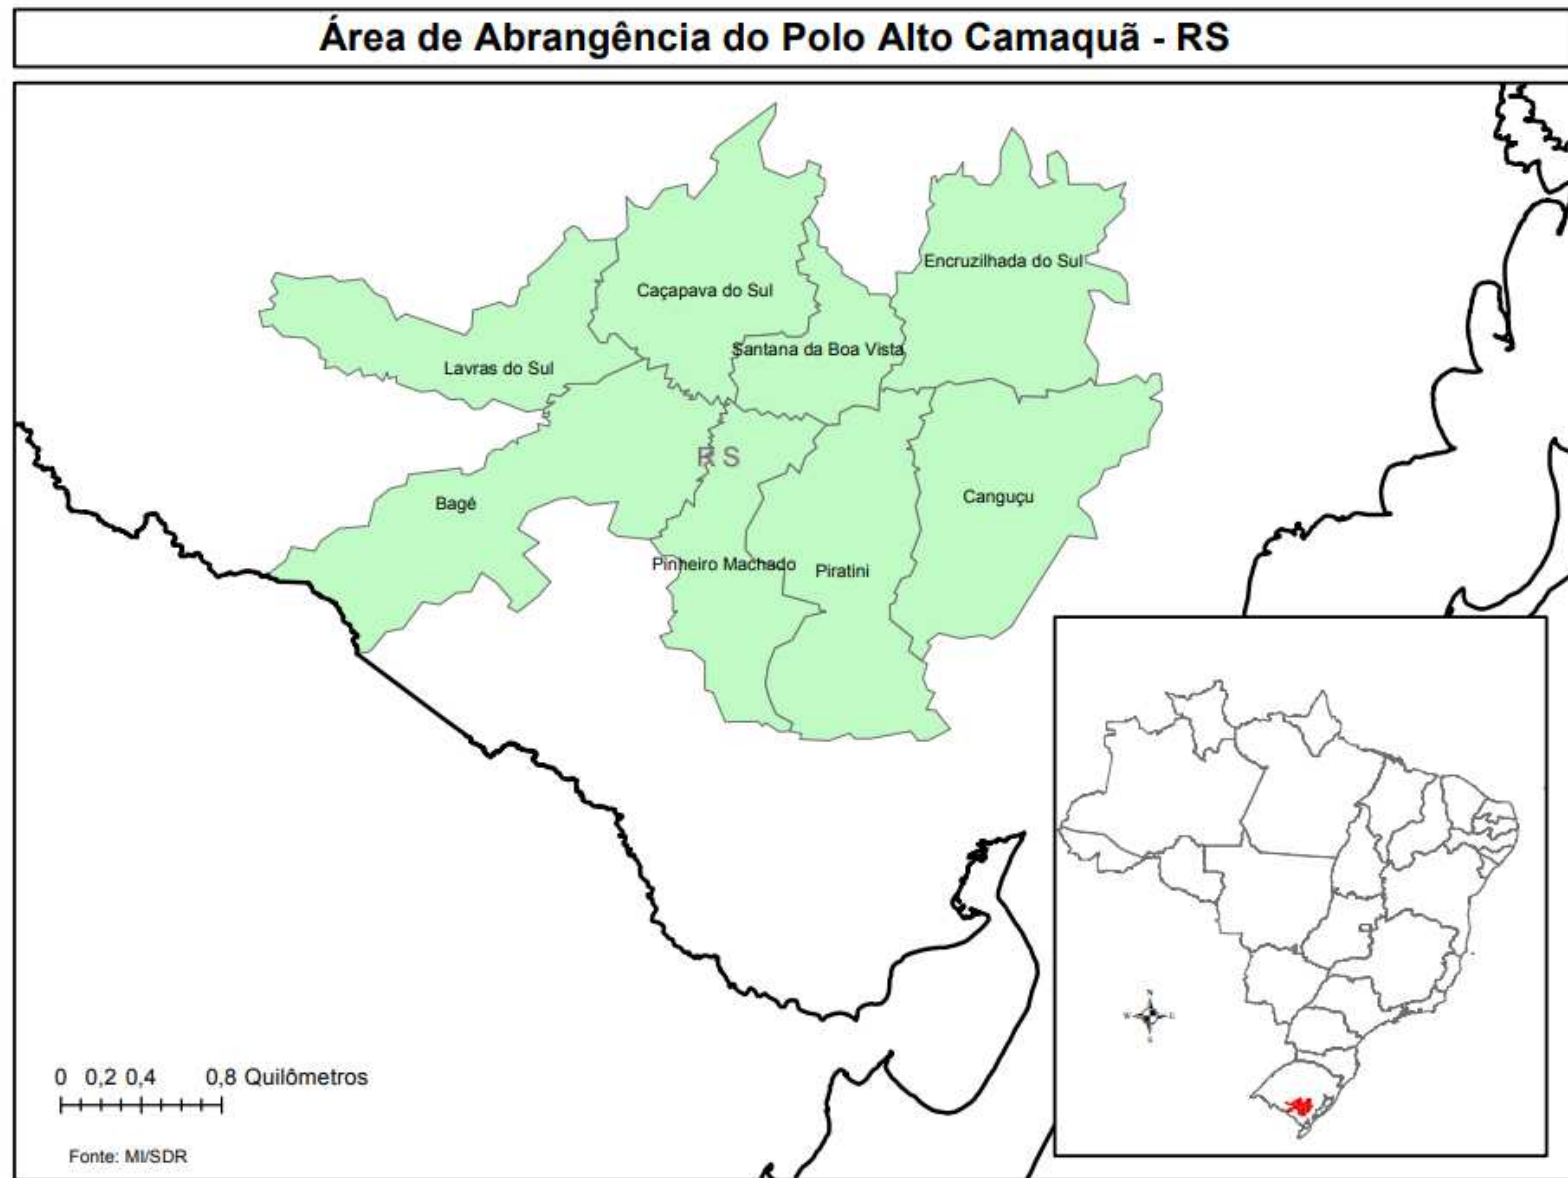 Área de Abrangência do Polo Alto Camaquã - RS
Encruzilhada do Sul
Caçapava do Sul
Santana da Boa Vista
Lavras do Sul
RS
Bagé
Canguçu
Pinheiro Machado
Piratini
N
W E
S
0 0,2 0,4 0,8 Quilômetros
Fonte: MI/SDR